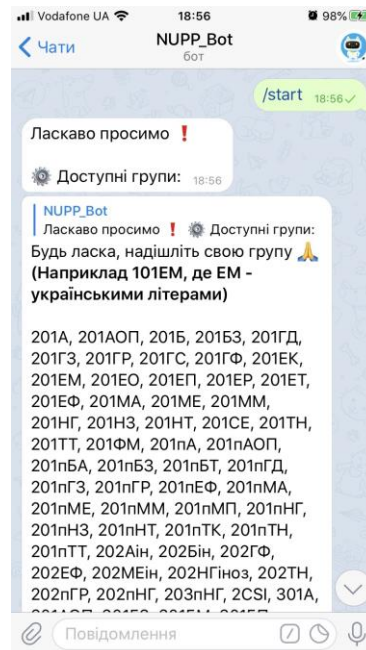 Vodafone UA 18:56 98%
Чати NUPP_Bot
бот
/start 18:56
Ласкаво просимо ❗
⚙️ Доступні групи: 18:56
NUPP_Bot
Ласкаво просимо ❗ ⚙️ Доступні групи:
Будь ласка, надішліть свою групу 🙏
(Наприклад 101ЕМ, де ЕМ -
українськими літерами)
201А, 201АОП, 201Б, 201БЗ, 201ГД,
201ГЗ, 201ГР, 201ГС, 201ГФ, 201ЕК,
201ЕМ, 201ЕО, 201ЕП, 201ЕР, 201ЕТ,
201ЕФ, 201МА, 201МЕ, 201ММ,
201НГ, 201НЗ, 201НТ, 201СЕ, 201ТН,
201ТТ, 201ФМ, 201пА, 201пАОП,
201пБА, 201пБЗ, 201пБТ, 201пГД,
201пГЗ, 201пГР, 201пЕФ, 201пМА,
201пМЕ, 201пММ, 201пМП, 201пНГ,
201пНЗ, 201пНТ, 201пТК, 201пТН,
201пТТ, 202Аін, 202Бін, 202ГФ,
202ЕФ, 202МЕін, 202НГіноз, 202ТН,
202пГР, 202пНГ, 203пНГ, 2CSI, 301А,
Повідомлення